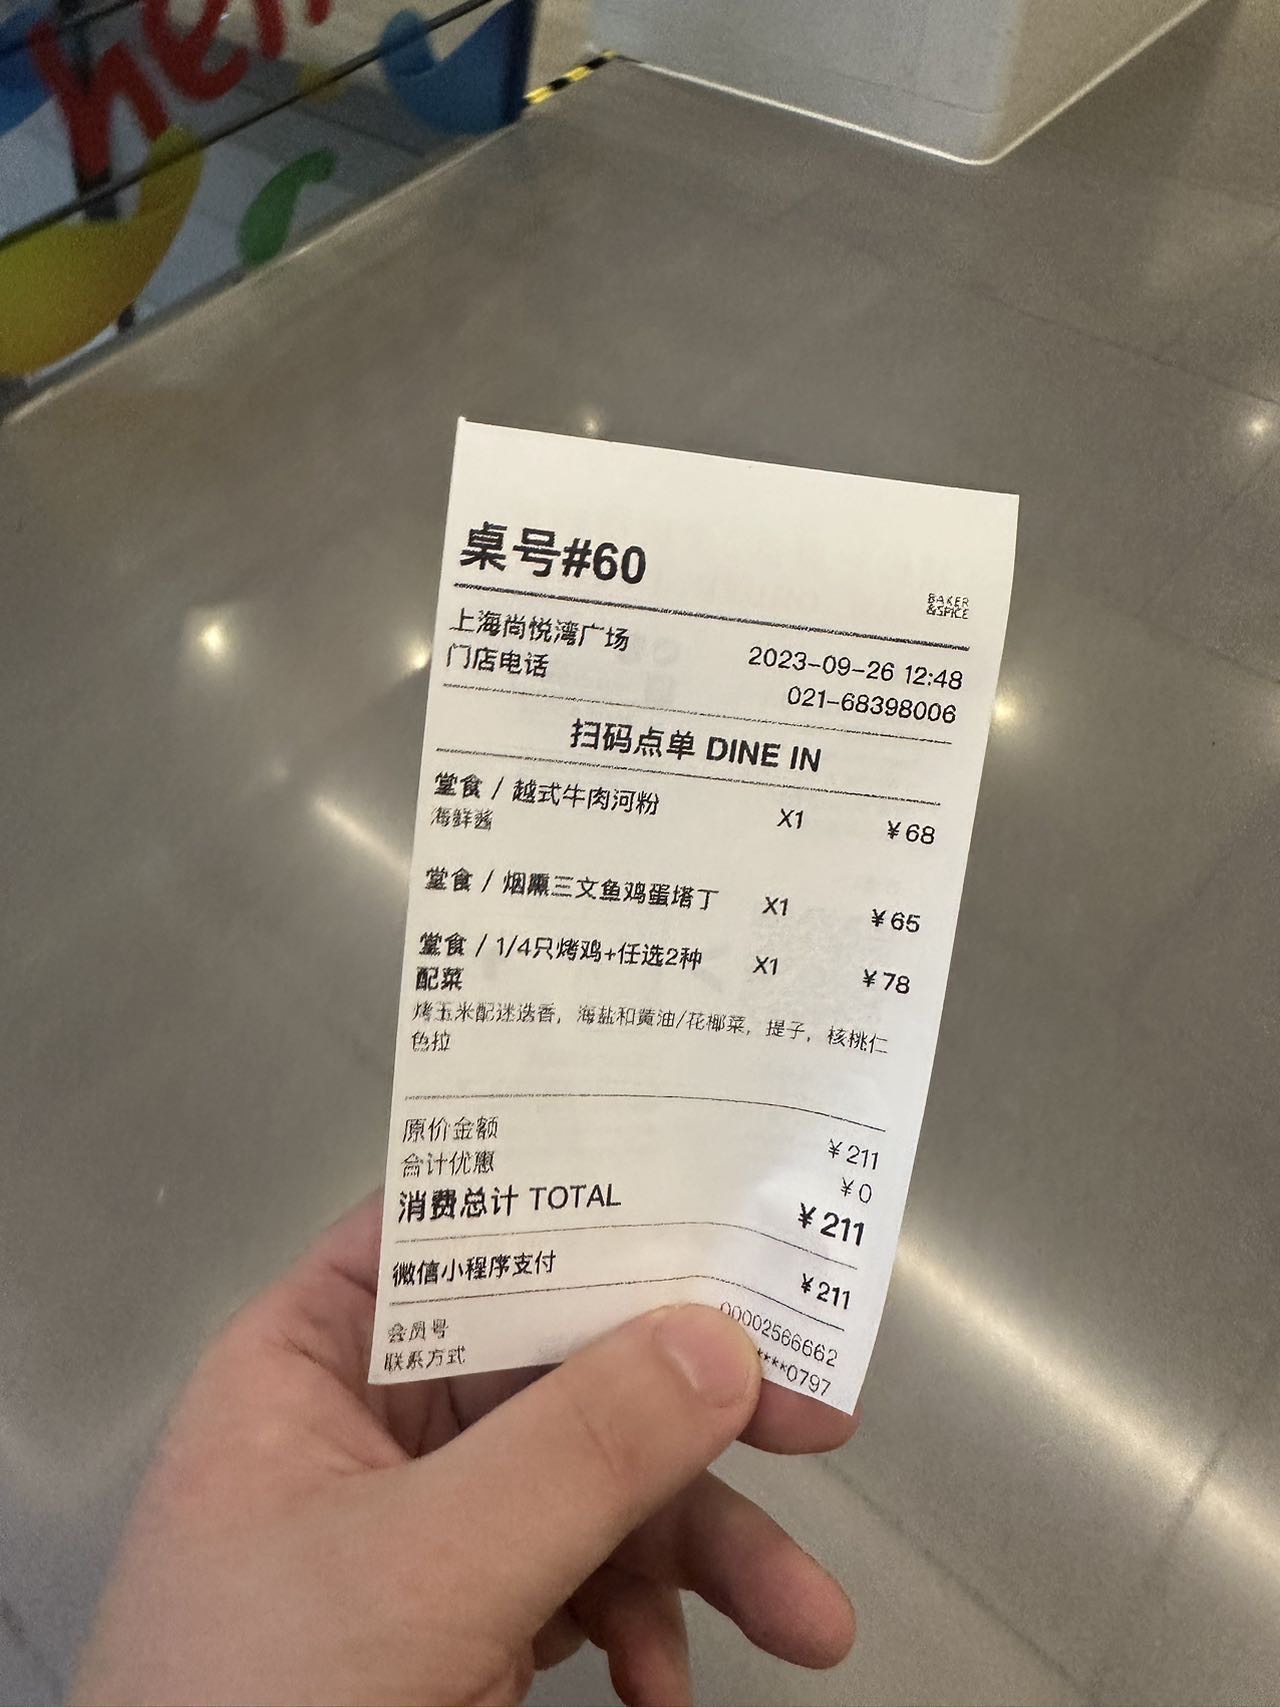 桌号#60
BAKER
&SPICE
上海尚悦湾广场 2023-09-26 12:48
门店电话 021-68398006
扫码点单 DINE IN
堂食 / 越式牛肉河粉 X1 ¥68
海鲜酱
堂食 / 烟熏三文鱼鸡蛋塔丁 X1 ¥65
堂食 / 1/4只烤鸡+任选2种 X1 ¥78
配菜
烤玉米配迷迭香，海盐和黄油/花椰菜，提子，核桃仁
色拉
原价金额 ¥211
合计优惠 ¥0
消费总计 TOTAL ¥211
微信小程序支付 ¥211
会员号 00002566662
联系方式 ****0797